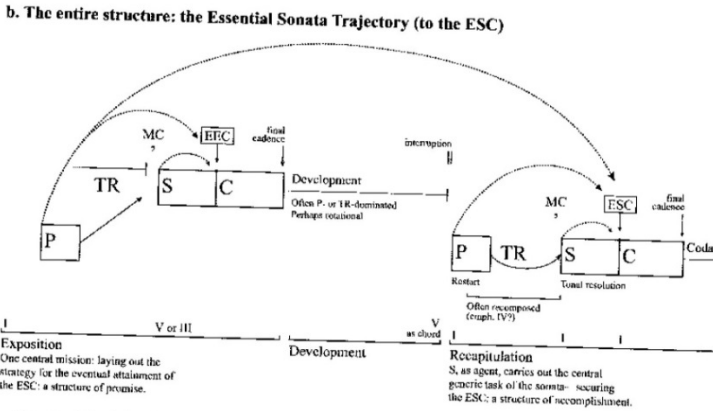 b. The entire structure: the Essential Sonata Trajectory (to the ESC)
MC
,
EEC
final
cadence
interruption
||
TR
S
C
Development
Often P- or TR-dominated
Perhaps rotational
P
MC
,
ESC
final
cadence
P
TR
S
C
Coda
Restart
Tonal resolution
Often recomposed
(emph. IV?)
I
V or III
V
as chord
I
I
I
Exposition
One central mission: laying out the
strategy for the eventual attainment of
the ESC: a structure of promise.
Development
Recapitulation
S, as agent, carries out the central
generic task of the sonata- securing
the ESC: a structure of accomplishment.